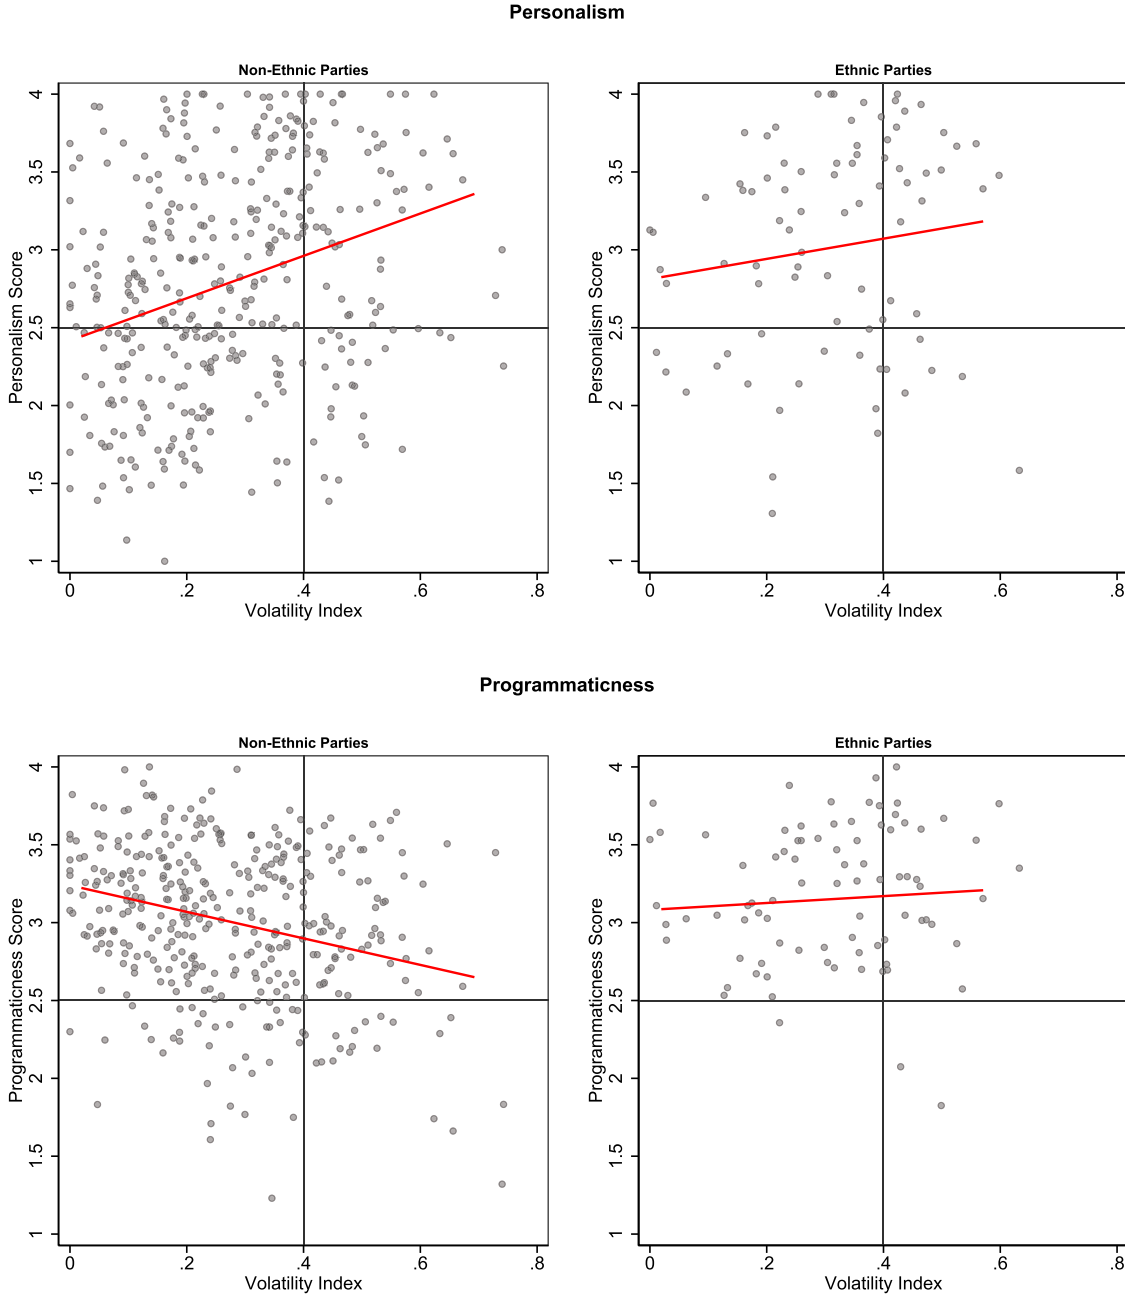 Personalism
Non-Ethnic Parties
Personalism Score
4
3.5
3
2.5
2
1.5
1
0 .2 .4 .6 .8
Volatility Index
Ethnic Parties
Personalism Score
4
3.5
3
2.5
2
1.5
1
0 .2 .4 .6 .8
Volatility Index
Programmaticness
Non-Ethnic Parties
Programmaticness Score
4
3.5
3
2.5
2
1.5
1
0 .2 .4 .6 .8
Volatility Index
Ethnic Parties
Programmaticness Score
4
3.5
3
2.5
2
1.5
1
0 .2 .4 .6 .8
Volatility Index